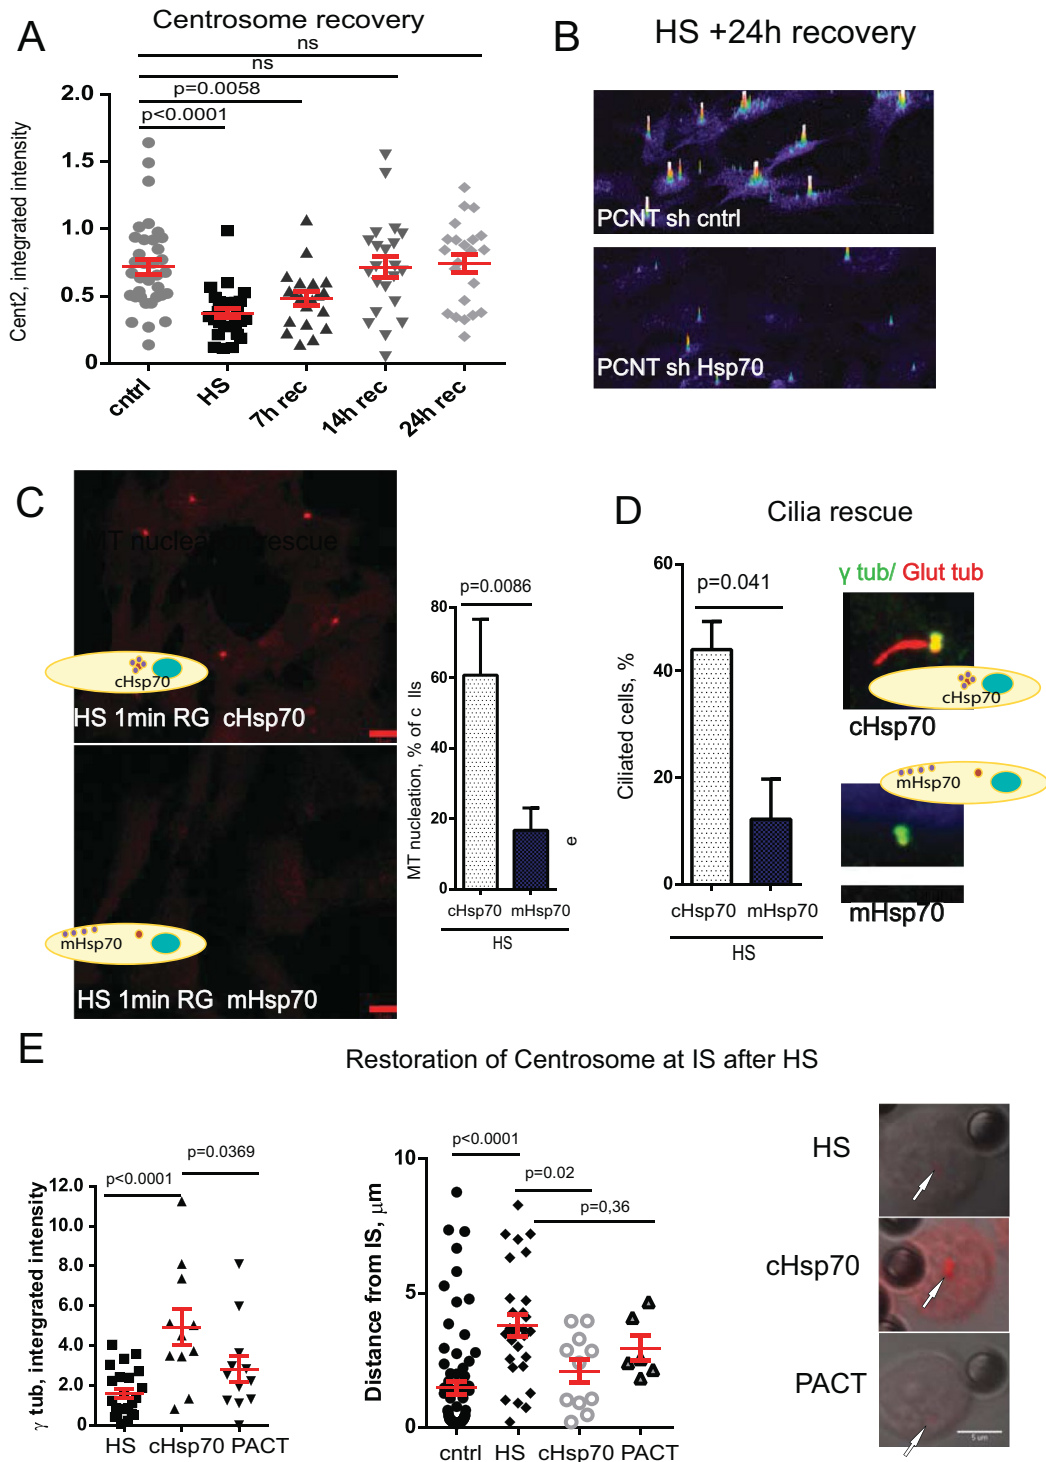 A
Centrosome recovery
ns
ns
p=0.0058
p<0.0001
Cent2, integrated intensity
2.0
1.5
1.0
0.5
0
cntrl
HS
7h rec
14h rec
24h rec
B
HS +24h recovery
PCNT sh cntrl
PCNT sh Hsp70
C
MT nucleation rescue
cHsp70
HS 1min RG cHsp70
mHsp70
HS 1min RG mHsp70
p=0.0086
MT nucleation, % of c lls
e
80
60
40
20
0
cHsp70 mHsp70
HS
D
Cilia rescue
p=0.041
Ciliated cells, %
60
40
20
0
cHsp70 mHsp70
HS
γ tub/ Glut tub
cHsp70
cHsp70
mHsp70
mHsp70
E
Restoration of Centrosome at IS after HS
p=0.0369
p<0.0001
γ tub, intergrated intensity
12.0
10.0
8.0
6.0
4.0
2.0
0
HS cHsp70 PACT
p<0.0001
p=0.02
p=0,36
Distance from IS, μm
10
5
0
cntrl HS cHsp70 PACT
HS
cHsp70
PACT
5 um